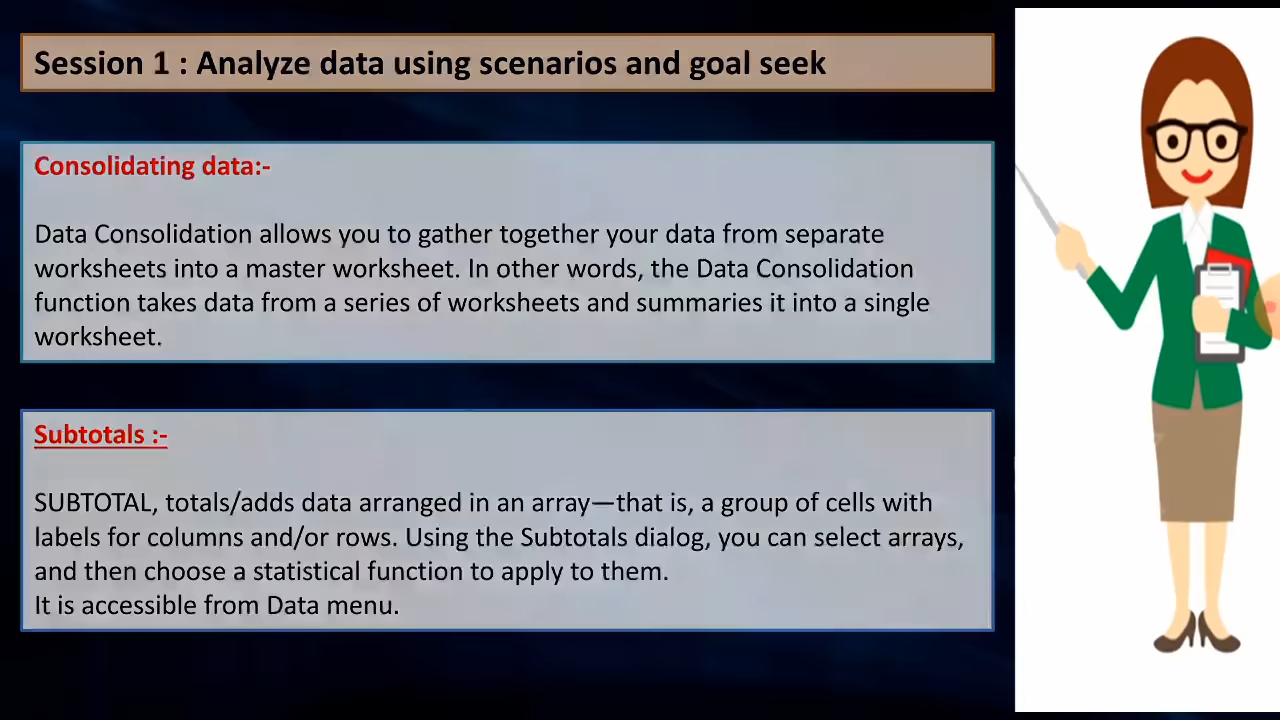 Session 1 : Analyze data using scenarios and goal seek
Consolidating data:-
Data Consolidation allows you to gather together your data from separate
worksheets into a master worksheet. In other words, the Data Consolidation
function takes data from a series of worksheets and summaries it into a single
worksheet.
Subtotals :-
SUBTOTAL, totals/adds data arranged in an array—that is, a group of cells with
labels for columns and/or rows. Using the Subtotals dialog, you can select arrays,
and then choose a statistical function to apply to them.
It is accessible from Data menu.